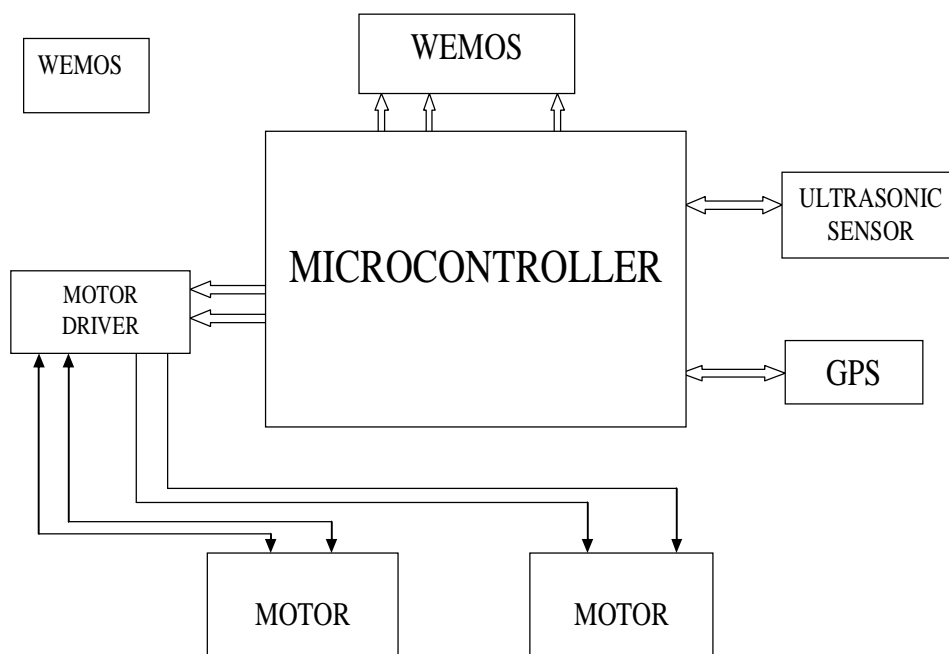 WEMOS
WEMOS
ULTRASONIC
SENSOR
MICROCONTROLLER
MOTOR
DRIVER
GPS
MOTOR
MOTOR